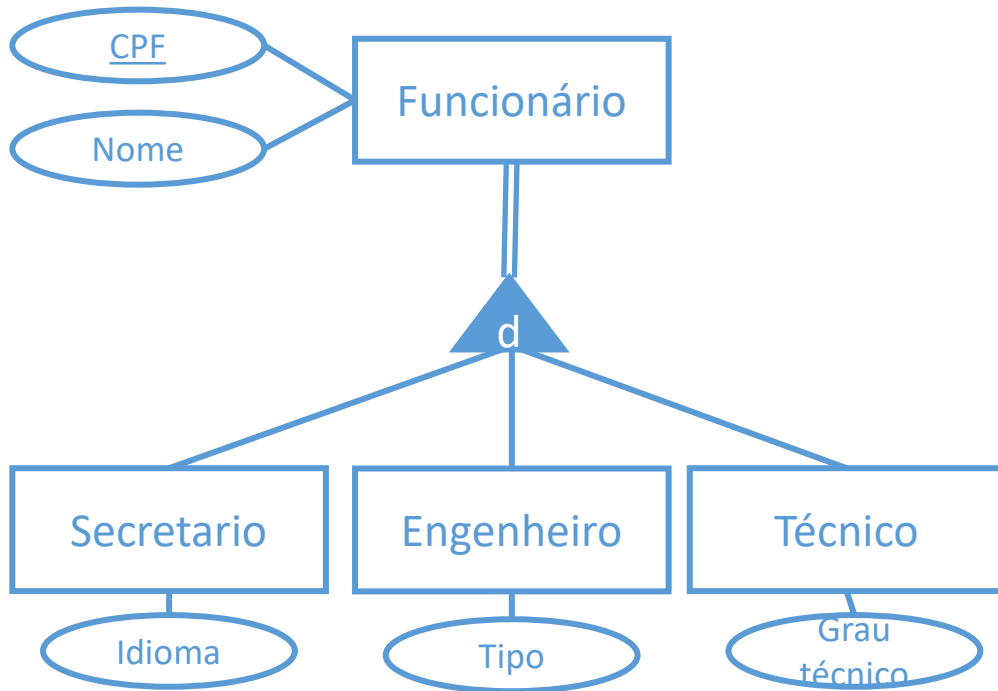 CPF
Funcionário
Nome
d
Secretario
Engenheiro
Técnico
Idioma
Tipo
Grau
técnico